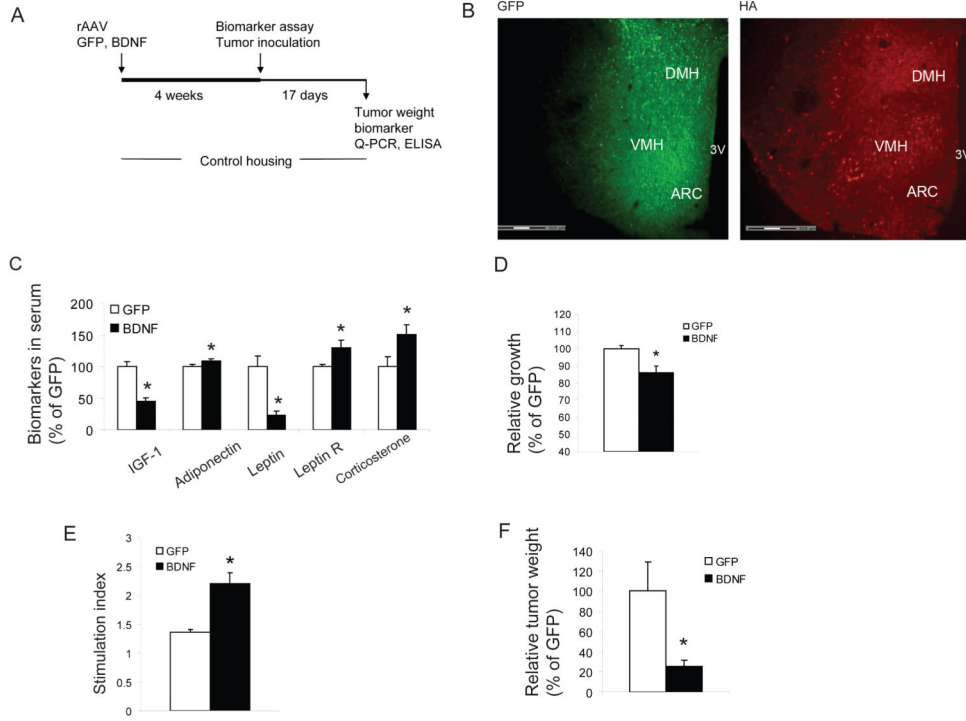 A
rAAV
GFP, BDNF
Biomarker assay
Tumor inoculation
4 weeks
17 days
Tumor weight
biomarker
Q-PCR, ELISA
Control housing
B
GFP
HA
DMH
VMH
ARC
3V
DMH
VMH
ARC
3V
C
Biomarkers in serum
(% of GFP)
200
150
100
50
0
GFP
BDNF
*
*
*
*
*
IGF-1
Adiponectin
Leptin
Leptin R
Corticosterone
D
Relative growth
(% of GFP)
120
110
100
90
80
70
60
50
40
GFP
BDNF
*
E
Stimulation index
3
2.5
2
1.5
1
0.5
0
GFP
BDNF
*
F
Relative tumor weight
(% of GFP)
140
120
100
80
60
40
20
0
GFP
BDNF
*